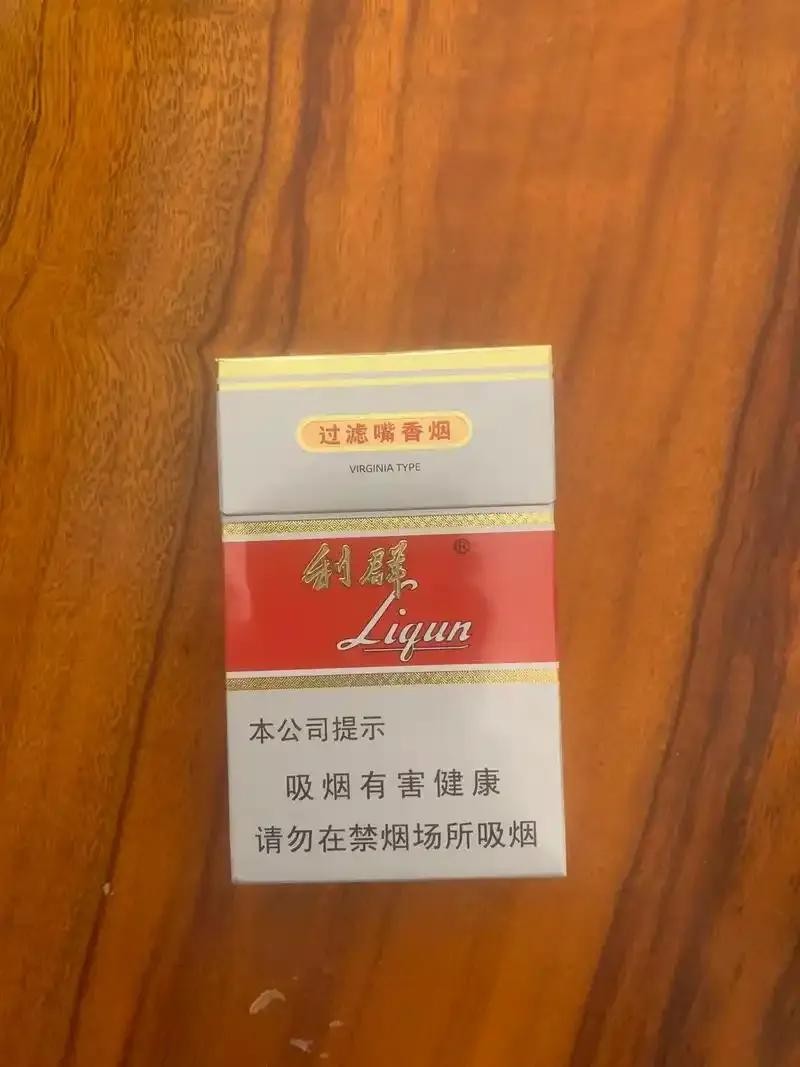 过滤嘴香烟
VIRGINIA TYPE
利群 ®
Liqun
本公司提示
吸烟有害健康
请勿在禁烟场所吸烟